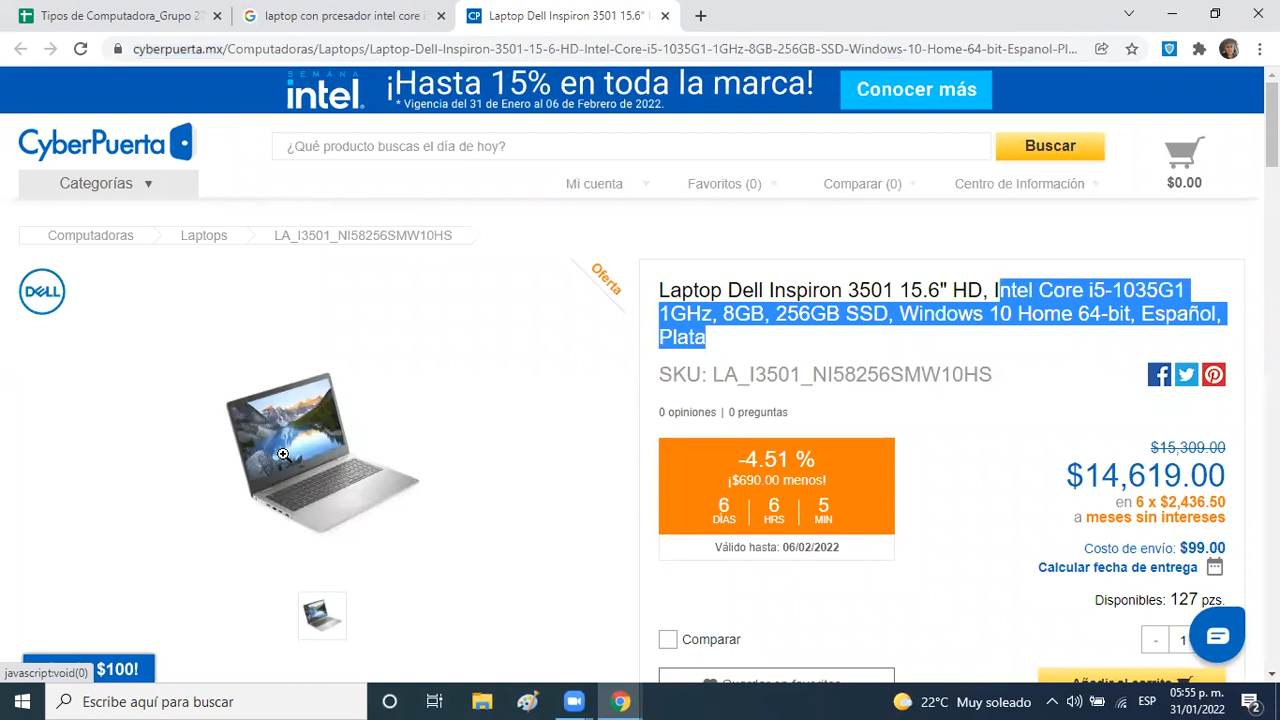 Tipos de Computadora_Grupo 2
laptop con prcesador intel core i
Laptop Dell Inspiron 3501 15.6"
cyberpuerta.mx/Computadoras/Laptops/Laptop-Dell-Inspiron-3501-15-6-HD-Intel-Core-i5-1035G1-1GHz-8GB-256GB-SSD-Windows-10-Home-64-bit-Espanol-Pl...
SEMANA
intel.
¡Hasta 15% en toda la marca!
* Vigencia del 31 de Enero al 06 de Febrero de 2022.
Conocer más
CyberPuerta
¿Qué producto buscas el día de hoy?
Buscar
$0.00
Categorías ▼
Mi cuenta
Favoritos (0)
Comparar (0)
Centro de Información
Computadoras
Laptops
LA_I3501_NI58256SMW10HS
DELL
Oferta
Laptop Dell Inspiron 3501 15.6" HD, Intel Core i5-1035G1
1GHz, 8GB, 256GB SSD, Windows 10 Home 64-bit, Español,
Plata
SKU: LA_I3501_NI58256SMW10HS
0 opiniones | 0 preguntas
-4.51 %
¡$690.00 menos!
6 DÍAS
6 HRS
5 MIN
Válido hasta: 06/02/2022
$15,309.00
$14,619.00
en 6 x $2,436.50
a meses sin intereses
Costo de envío: $99.00
Calcular fecha de entrega
Disponibles: 127 pzs.
Comparar
- 1
$100!
javascript:void(0)
Guardar en favoritos
Añadir al carrito
Escribe aquí para buscar
22°C Muy soleado
ESP
05:55 p. m.
31/01/2022
2